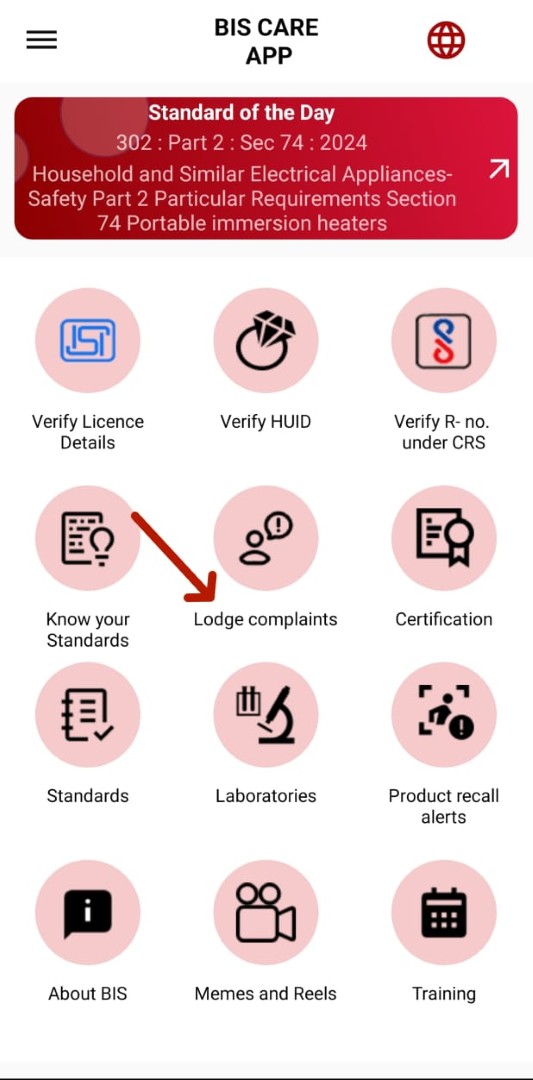 BIS CARE
APP
Standard of the Day
302 : Part 2 : Sec 74 : 2024
Household and Similar Electrical Appliances-
Safety Part 2 Particular Requirements Section
74 Portable immersion heaters
ISI
Verify Licence
Details
Verify HUID
Verify R- no.
under CRS
Know your
Standards
Lodge complaints
Certification
Standards
Laboratories
Product recall
alerts
About BIS
Memes and Reels
Training